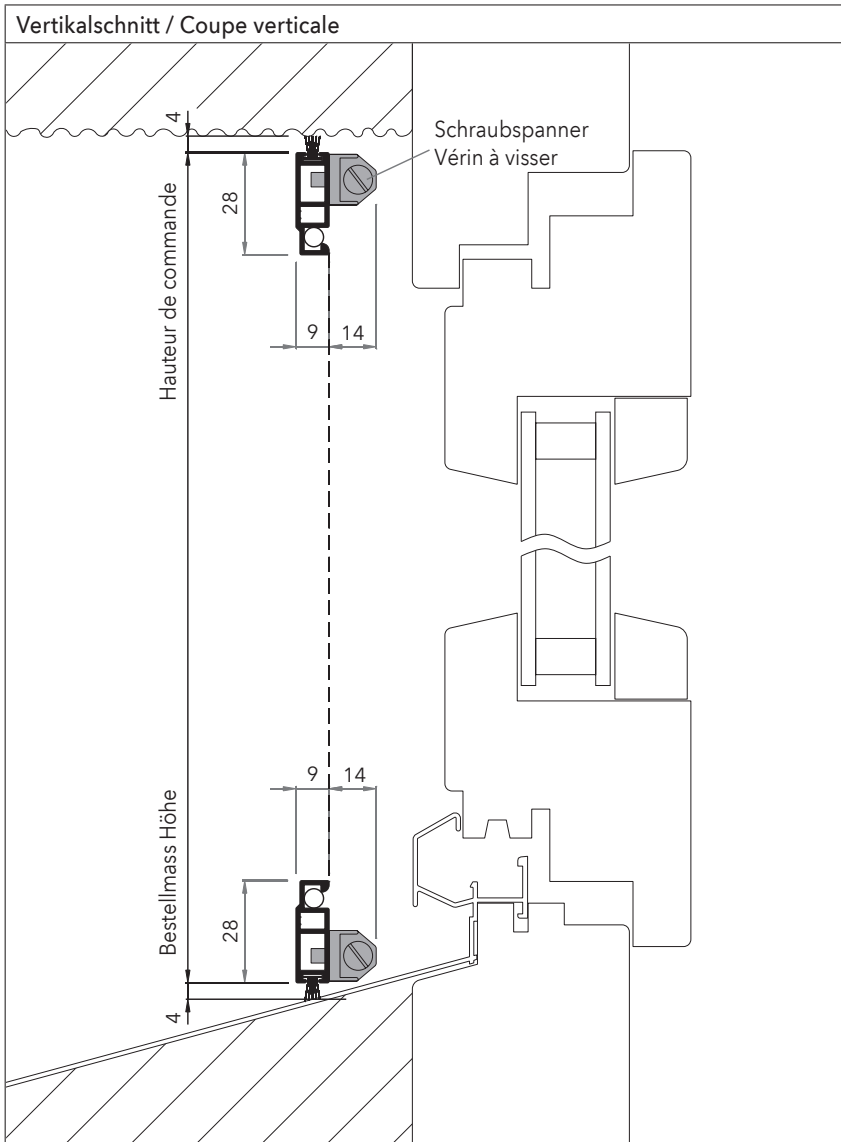 Vertikalschnitt / Coupe verticale
4
Schraubspanner
Vérin à visser
28
Hauteur de commande
9 14
9 14
Bestellmass Höhe
28
4